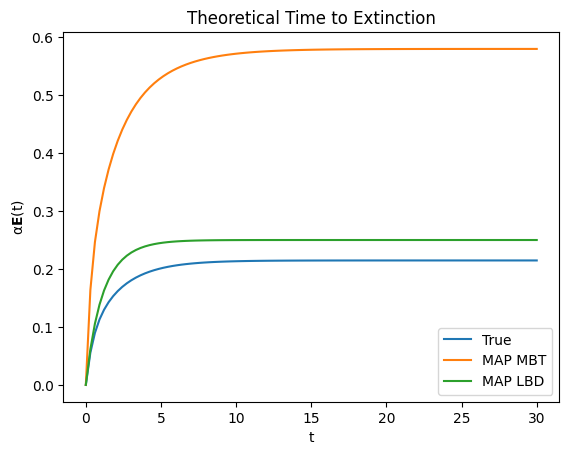 Theoretical Time to Extinction
0.6
0.5
0.4
0.3
0.2
0.1
0.0
α𝐄(t)
0 5 10 15 20 25 30
t
True
MAP MBT
MAP LBD